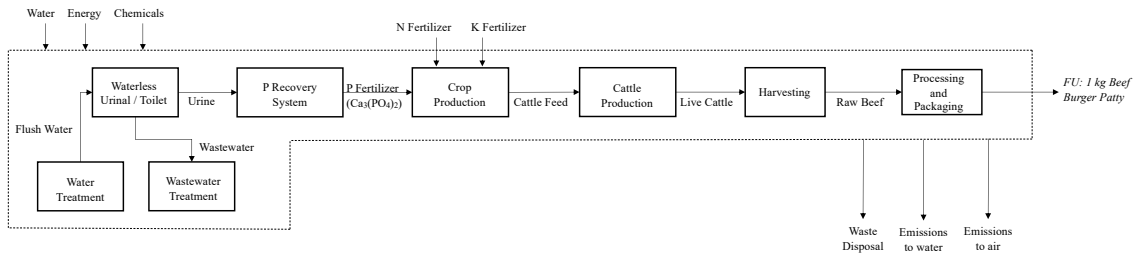 Water
Energy
Chemicals
N Fertilizer
K Fertilizer
Waterless
Urinal / Toilet
Urine
P Recovery
System
P Fertilizer
(Ca₃(PO₄)₂)
Crop
Production
Cattle Feed
Cattle
Production
Live Cattle
Harvesting
Raw Beef
Processing
and
Packaging
FU: 1 kg Beef
Burger Patty
Flush Water
Wastewater
Water
Treatment
Wastewater
Treatment
Waste
Disposal
Emissions
to water
Emissions
to air